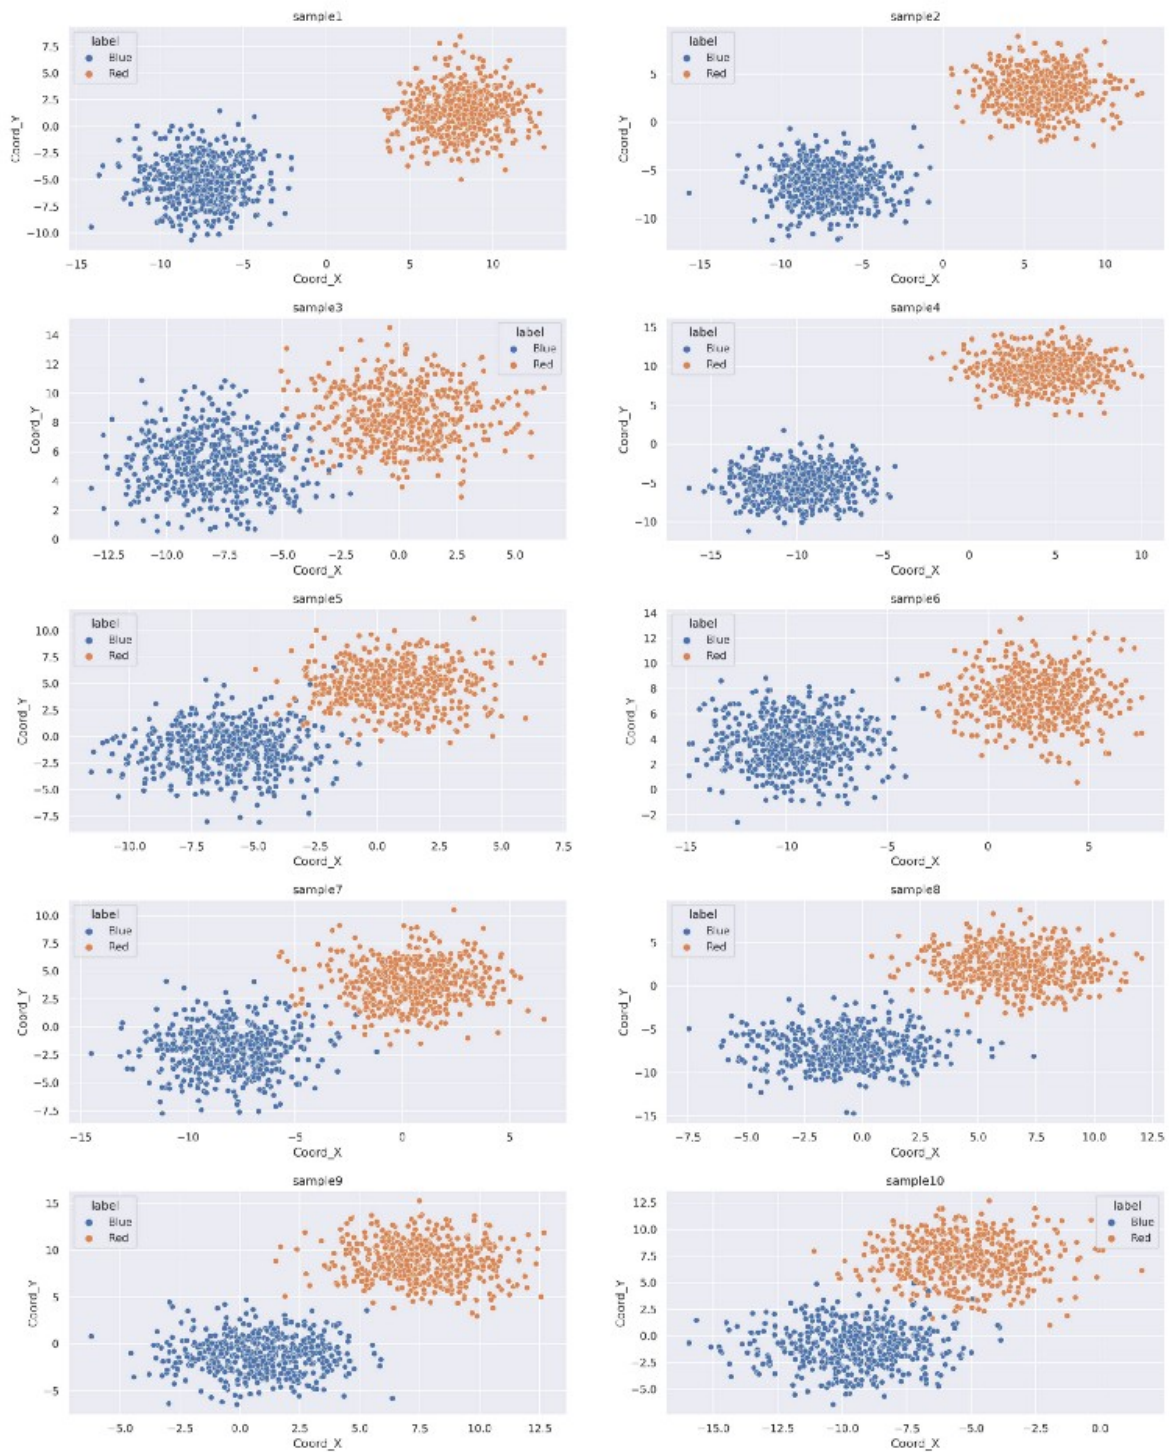 sample1
label
Blue
Red
7.5
5.0
2.5
0.0
−2.5
−5.0
−7.5
−10.0
Coord_Y
−15 −10 −5 0 5 10
Coord_X
sample2
label
Blue
Red
5
0
−5
−10
Coord_Y
−15 −10 −5 0 5 10
Coord_X
sample3
label
Blue
Red
14
12
10
8
6
4
2
0
Coord_Y
−12.5 −10.0 −7.5 −5.0 −2.5 0.0 2.5 5.0
Coord_X
sample4
label
Blue
Red
15
10
5
0
−5
−10
Coord_Y
−15 −10 −5 0 5 10
Coord_X
sample5
label
Blue
Red
10.0
7.5
5.0
2.5
0.0
−2.5
−5.0
−7.5
Coord_Y
−10.0 −7.5 −5.0 −2.5 0.0 2.5 5.0 7.5
Coord_X
sample6
label
Blue
Red
14
12
10
8
6
4
2
0
−2
Coord_Y
−15 −10 −5 0 5
Coord_X
sample7
label
Blue
Red
10.0
7.5
5.0
2.5
0.0
−2.5
−5.0
−7.5
Coord_Y
−15 −10 −5 0 5
Coord_X
sample8
label
Blue
Red
5
0
−5
−10
−15
Coord_Y
−7.5 −5.0 −2.5 0.0 2.5 5.0 7.5 10.0 12.5
Coord_X
sample9
label
Blue
Red
15
10
5
0
−5
Coord_Y
−5.0 −2.5 0.0 2.5 5.0 7.5 10.0 12.5
Coord_X
sample10
label
Blue
Red
12.5
10.0
7.5
5.0
2.5
0.0
−2.5
−5.0
Coord_Y
−15.0 −12.5 −10.0 −7.5 −5.0 −2.5 0.0
Coord_X